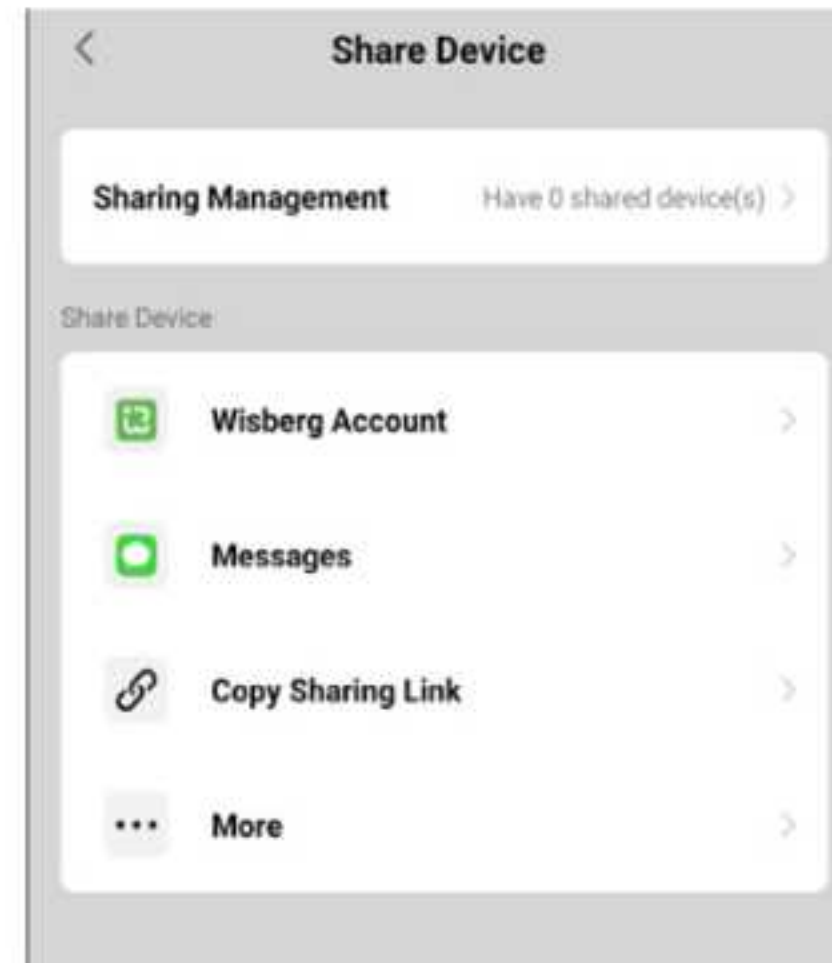 Share Device
Sharing Management Have 0 shared device(s)
Share Device
Wisberg Account
Messages
Copy Sharing Link
More